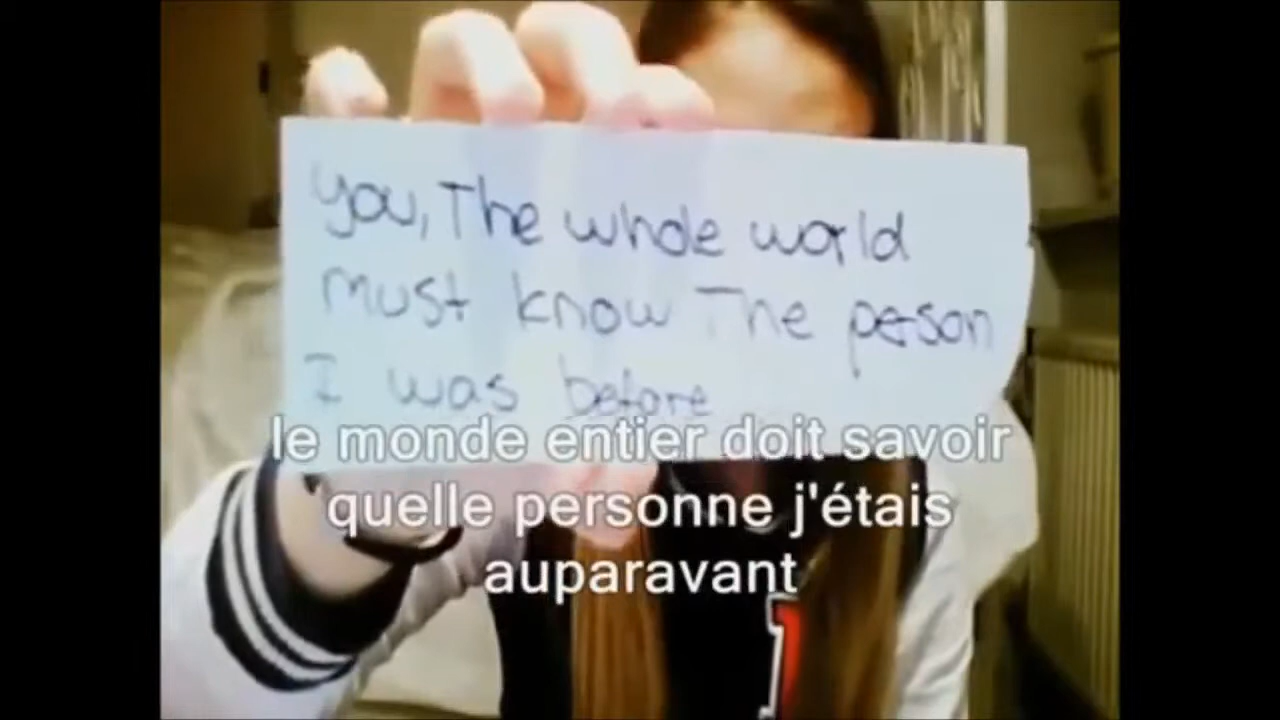 you, The whole world
must know The person
I was before
le monde entier doit savoir
quelle personne j'étais
auparavant